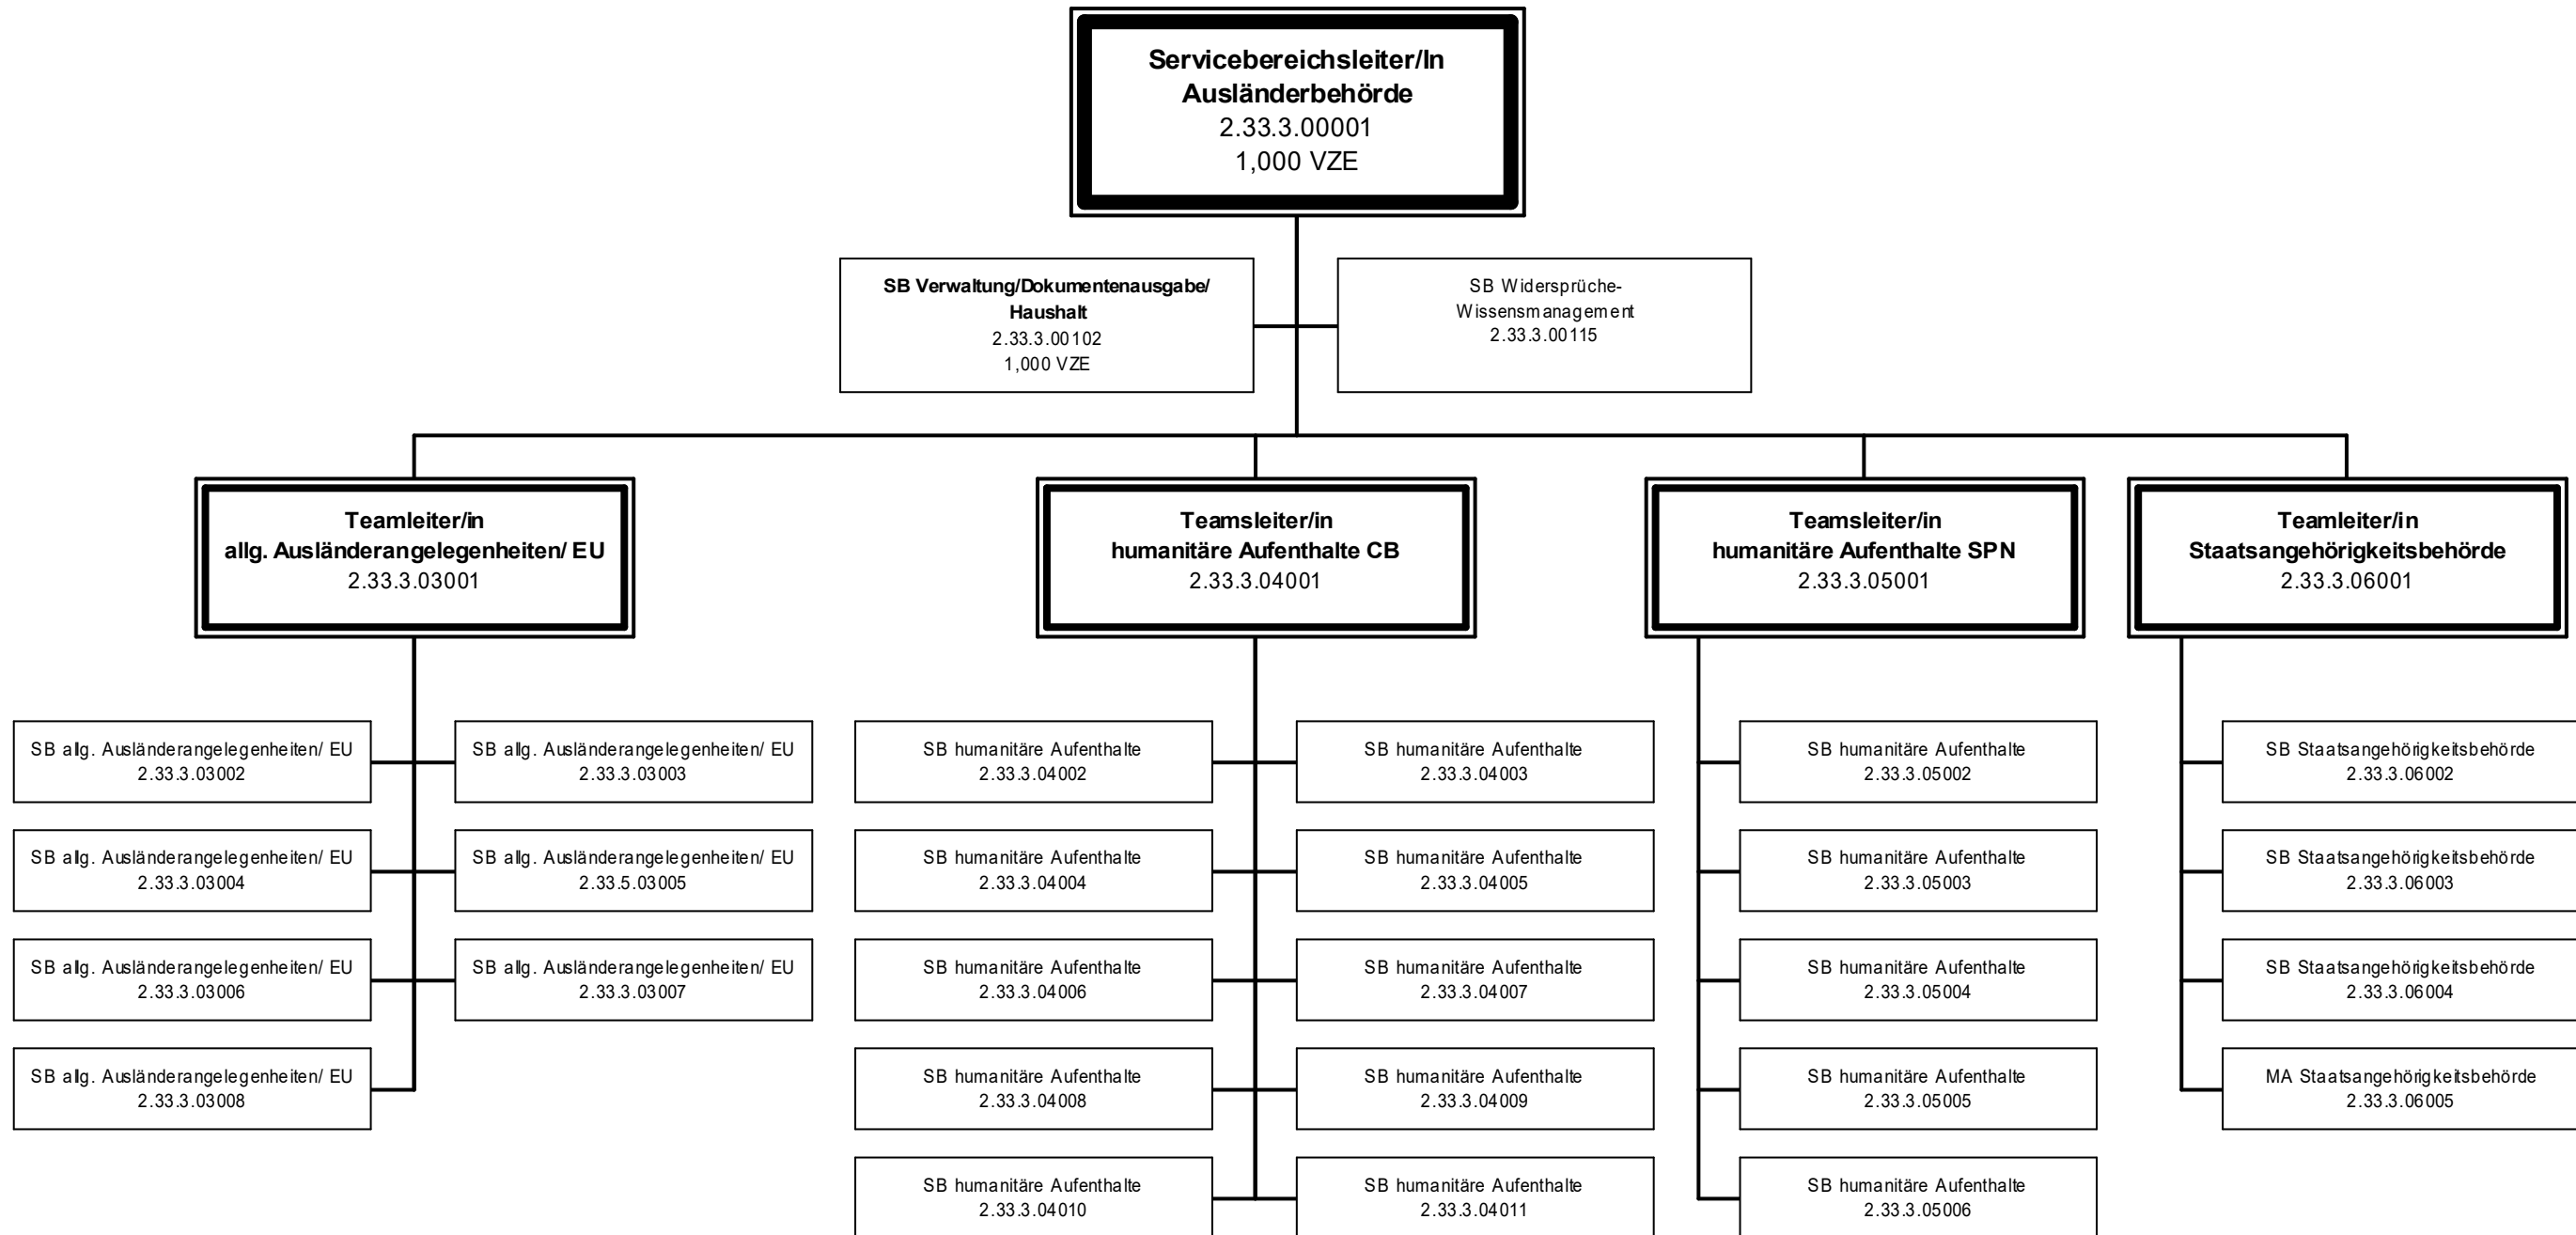 Servicebereichsleiter/In
Ausländerbehörde
2.33.3.00001
1,000 VZE
SB Verwaltung/Dokumentenausgabe/
Haushalt
2.33.3.00102
1,000 VZE
SB Widersprüche-
Wissensmanagement
2.33.3.00115
Teamleiter/in
allg. Ausländerangelegenheiten/ EU
2.33.3.03001
Teamsleiter/in
humanitäre Aufenthalte CB
2.33.3.04001
Teamsleiter/in
humanitäre Aufenthalte SPN
2.33.3.05001
Teamleiter/in
Staatsangehörigkeitsbehörde
2.33.3.06001
SB allg. Ausländerangelegenheiten/ EU
2.33.3.03002
SB allg. Ausländerangelegenheiten/ EU
2.33.3.03003
SB allg. Ausländerangelegenheiten/ EU
2.33.3.03004
SB allg. Ausländerangelegenheiten/ EU
2.33.5.03005
SB allg. Ausländerangelegenheiten/ EU
2.33.3.03006
SB allg. Ausländerangelegenheiten/ EU
2.33.3.03007
SB allg. Ausländerangelegenheiten/ EU
2.33.3.03008
SB humanitäre Aufenthalte
2.33.3.04002
SB humanitäre Aufenthalte
2.33.3.04003
SB humanitäre Aufenthalte
2.33.3.04004
SB humanitäre Aufenthalte
2.33.3.04005
SB humanitäre Aufenthalte
2.33.3.04006
SB humanitäre Aufenthalte
2.33.3.04007
SB humanitäre Aufenthalte
2.33.3.04008
SB humanitäre Aufenthalte
2.33.3.04009
SB humanitäre Aufenthalte
2.33.3.04010
SB humanitäre Aufenthalte
2.33.3.04011
SB humanitäre Aufenthalte
2.33.3.05002
SB humanitäre Aufenthalte
2.33.3.05003
SB humanitäre Aufenthalte
2.33.3.05004
SB humanitäre Aufenthalte
2.33.3.05005
SB humanitäre Aufenthalte
2.33.3.05006
SB Staatsangehörigkeitsbehörde
2.33.3.06002
SB Staatsangehörigkeitsbehörde
2.33.3.06003
SB Staatsangehörigkeitsbehörde
2.33.3.06004
MA Staatsangehörigkeitsbehörde
2.33.3.06005